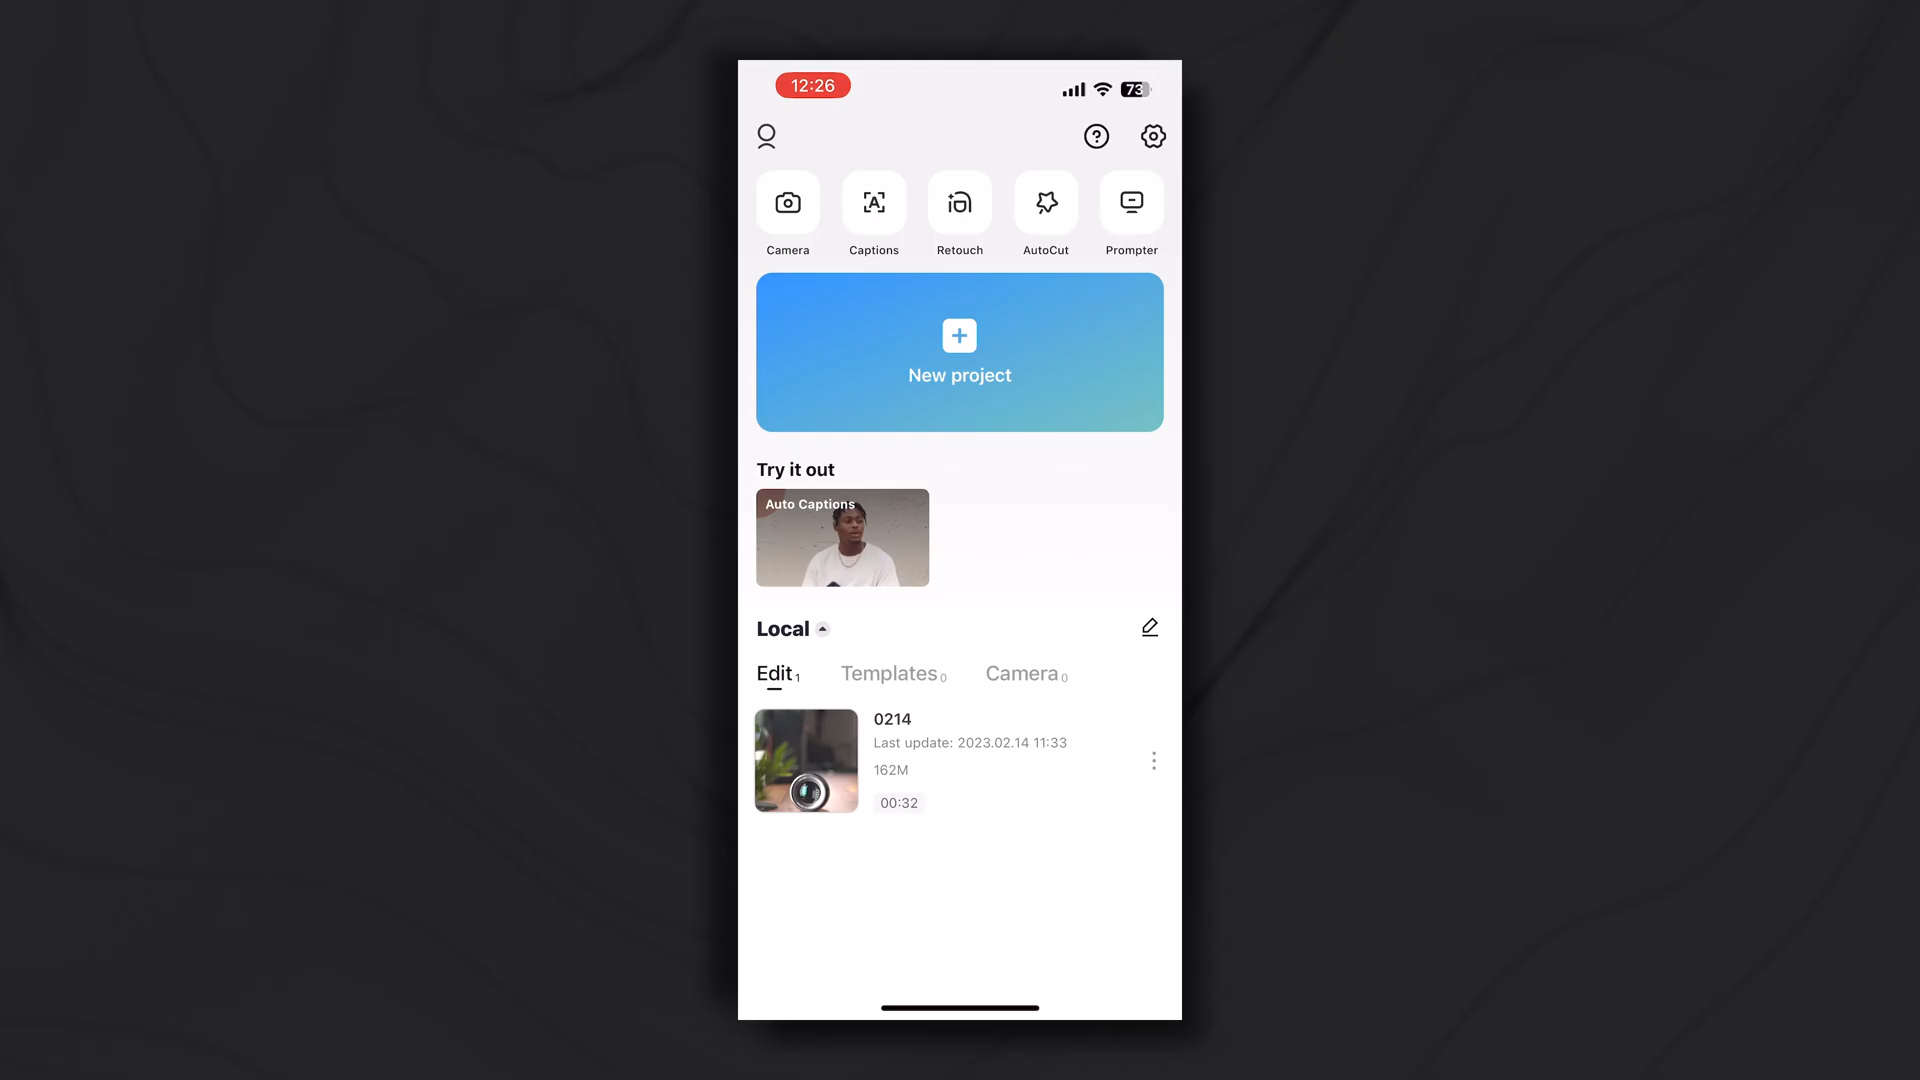 12:26
73
Camera
Captions
Retouch
AutoCut
Prompter
New project
Try it out
Auto Captions
Local
Edit 1
Templates 0
Camera 0
0214
Last update: 2023.02.14 11:33
162M
00:32